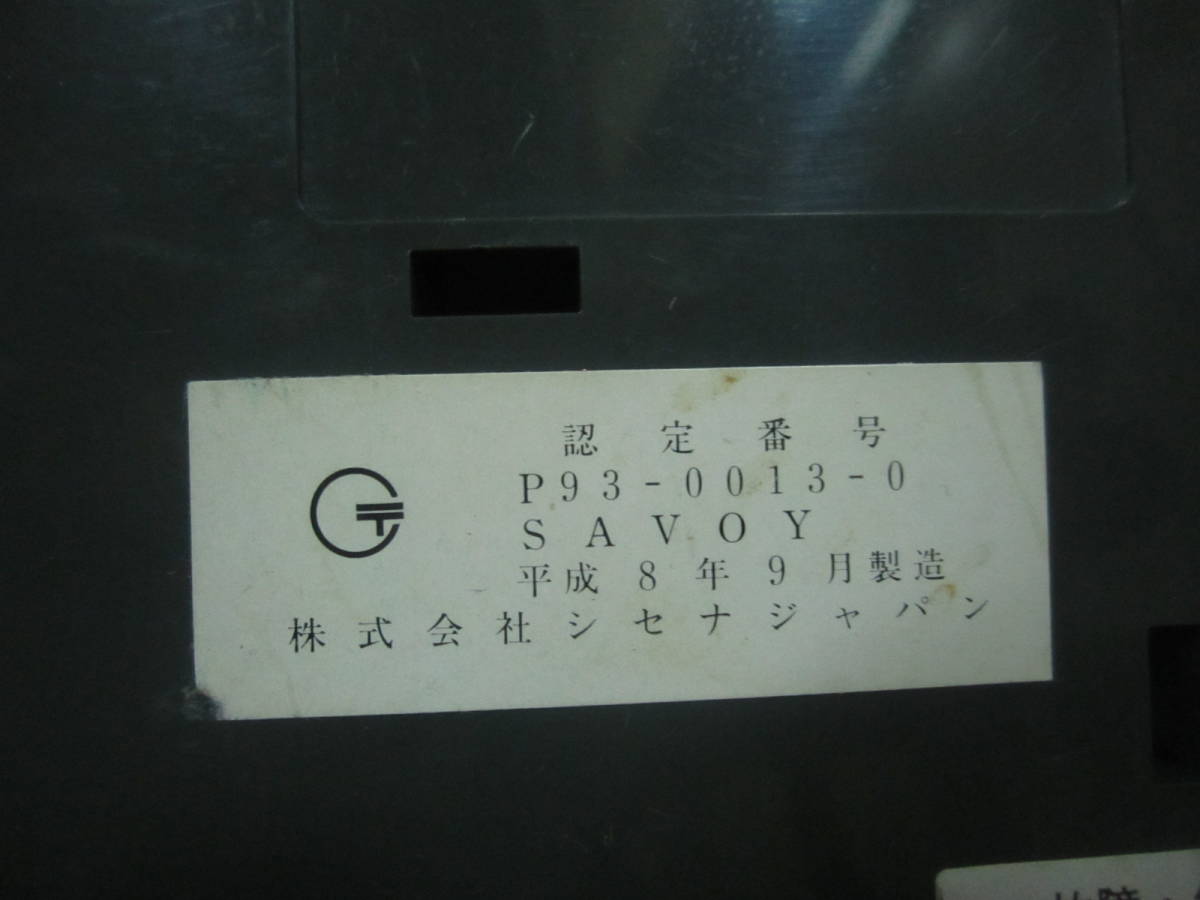 認定番号
P93-0013-0
SAVOY
平成8年9月製造
株式会社シセナジャパン